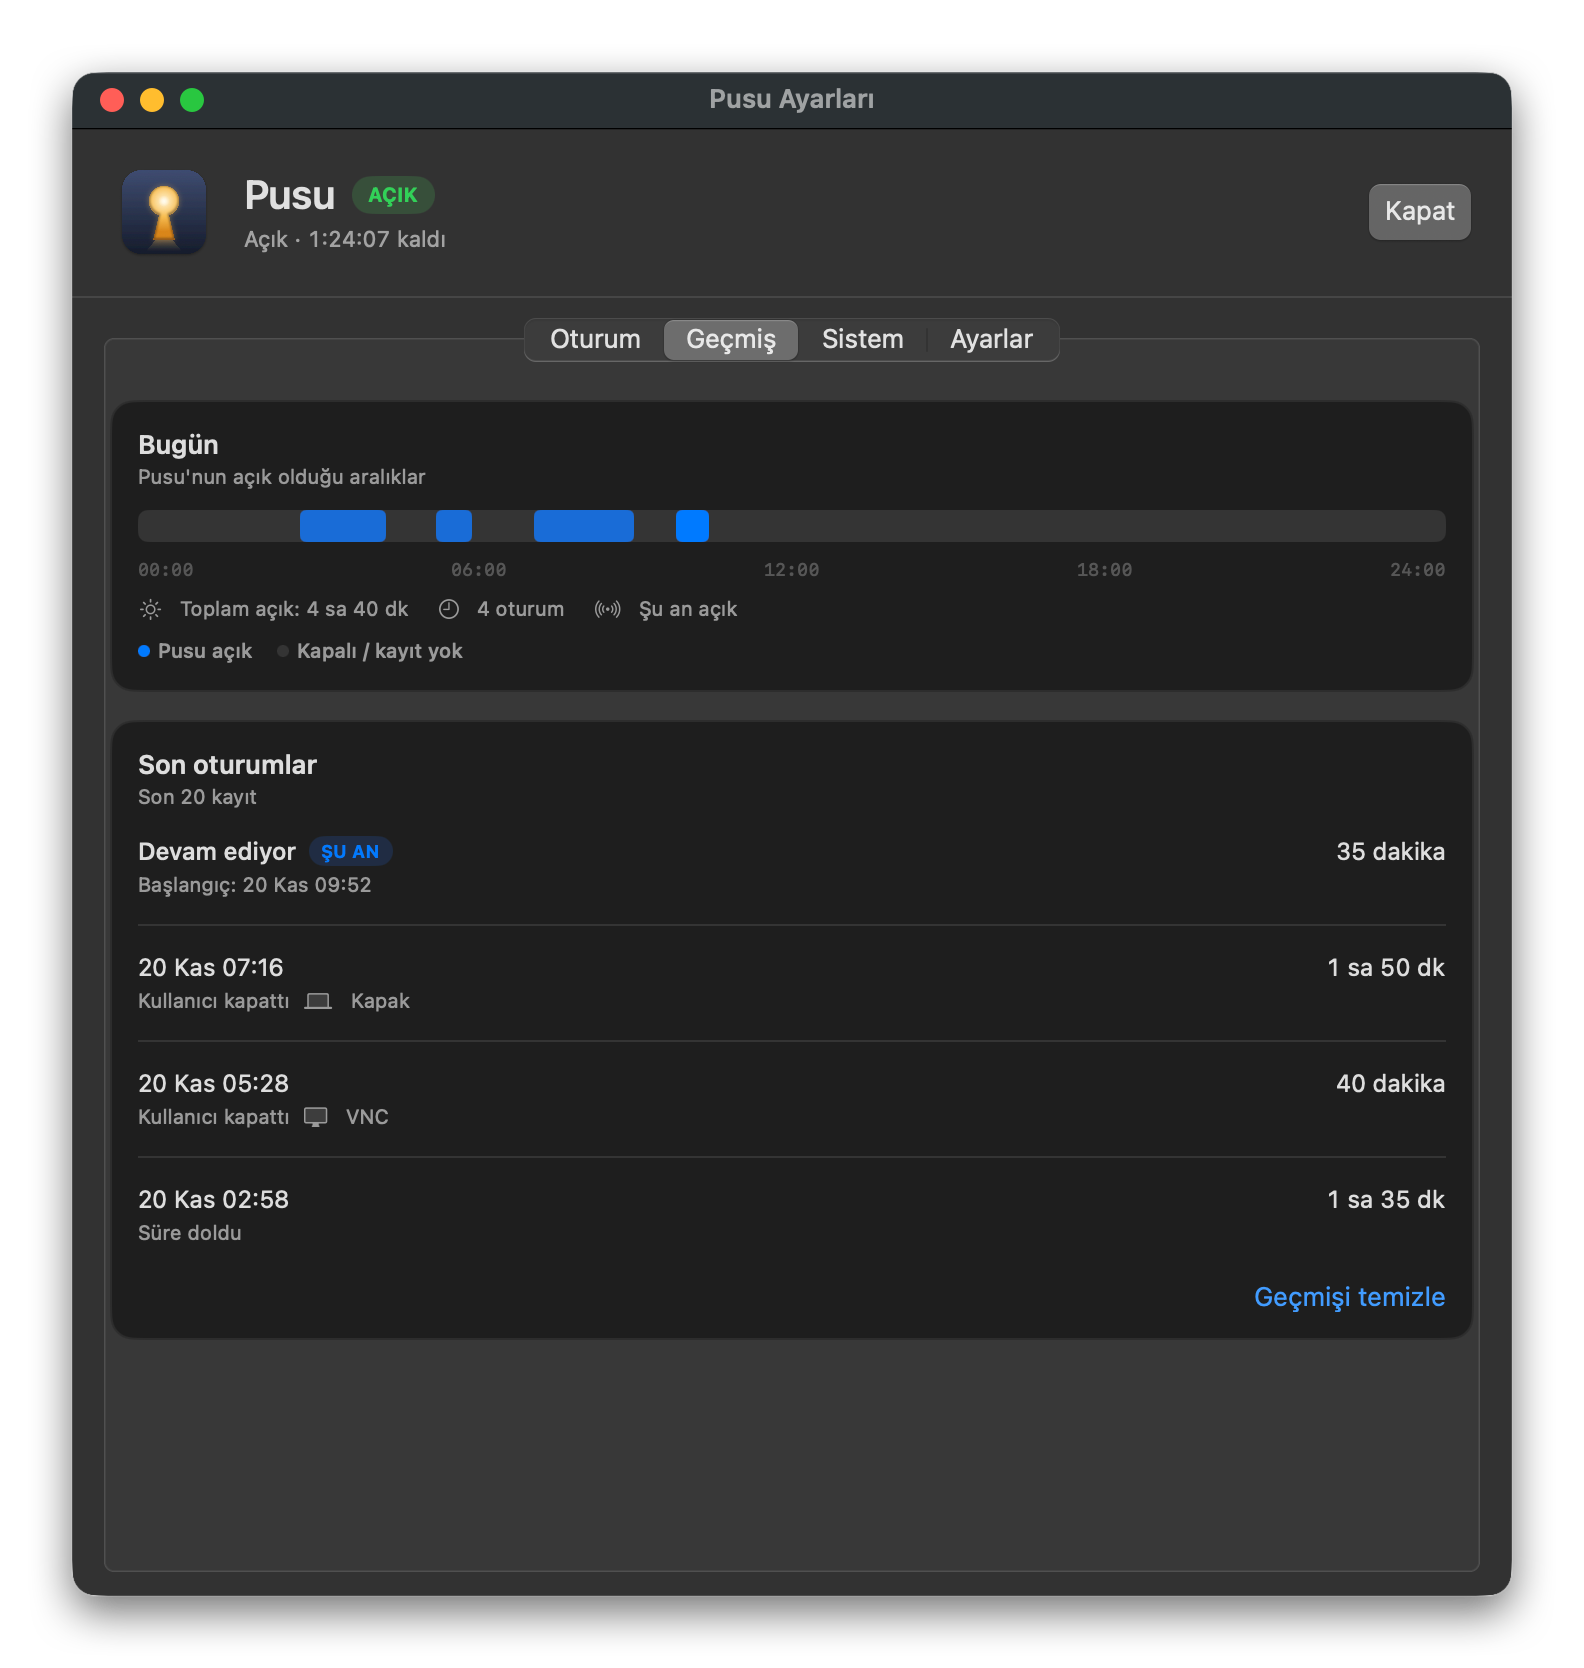 Pusu Ayarları
Pusu AÇIK
Açık · 1:24:07 kaldı
Kapat
Oturum Geçmiş Sistem Ayarlar
Bugün
Pusu'nun açık olduğu aralıklar
00:00 06:00 12:00 18:00 24:00
Toplam açık: 4 sa 40 dk 4 oturum Şu an açık
Pusu açık Kapalı / kayıt yok
Son oturumlar
Son 20 kayıt
Devam ediyor ŞU AN 35 dakika
Başlangıç: 20 Kas 09:52
20 Kas 07:16 1 sa 50 dk
Kullanıcı kapattı Kapak
20 Kas 05:28 40 dakika
Kullanıcı kapattı VNC
20 Kas 02:58 1 sa 35 dk
Süre doldu
Geçmişi temizle